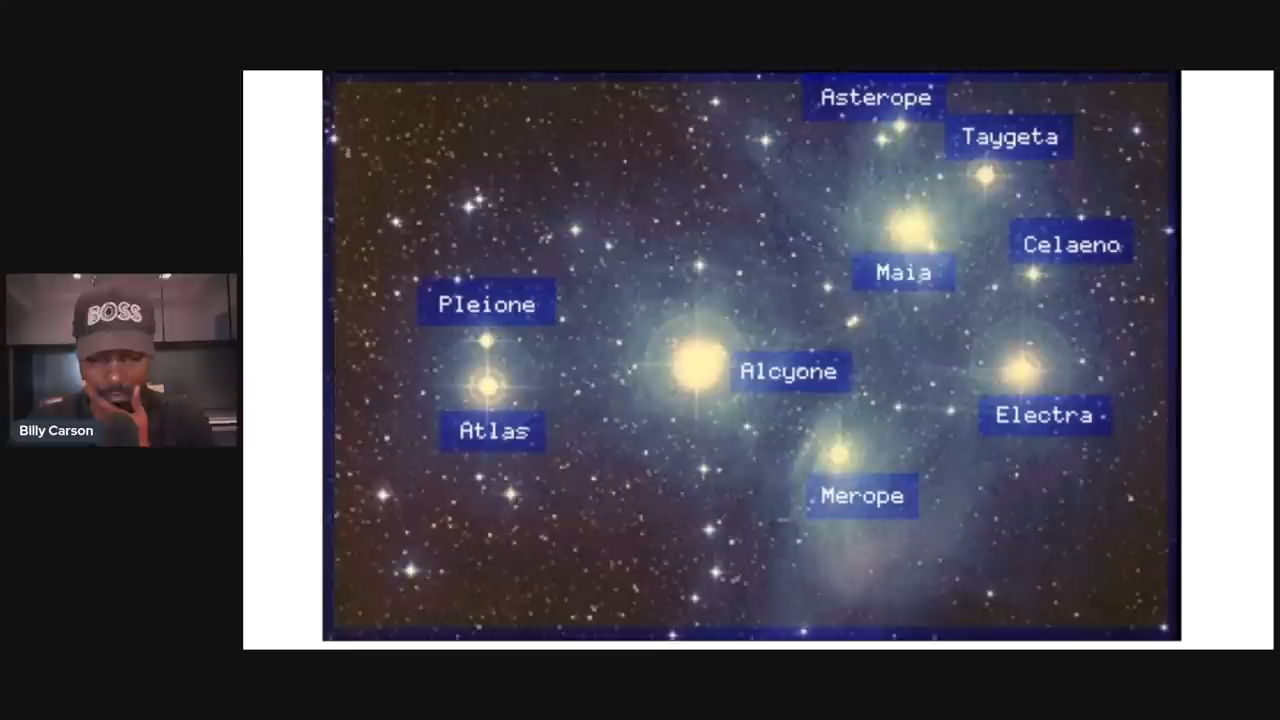 BOSS
Billy Carson
Asterope
Taygeta
Celaeno
Maia
Pleione
Alcyone
Atlas
Electra
Merope